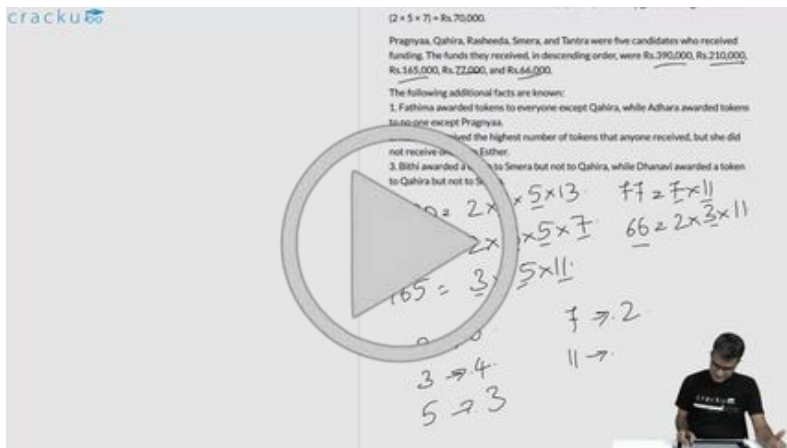 cracku
(2 × 5 × 7) = Rs.70,000.
Pragnyaa, Qahira, Rasheeda, Smera, and Tantra were five candidates who received
funding. The funds they received, in descending order, were Rs.390,000, Rs.210,000,
Rs.165,000, Rs.77,000, and Rs.66,000.
The following additional facts are known:
1. Fathima awarded tokens to everyone except Qahira, while Adhara awarded tokens
to no one except Pragnyaa.
received the highest number of tokens that anyone received, but she did
not receive Esther.
3. Bithi awarded a to Smera but not to Qahira, while Dhanavi awarded a token
to Qahira but not to
= 2 × × 5 × 13 77 = 7 × 11
2 × × 5 × 7 66 = 2 × 3 × 11
165 = 3 × 5 × 11
7 → 2
3 → 4 11 →
5 → 3
cracku